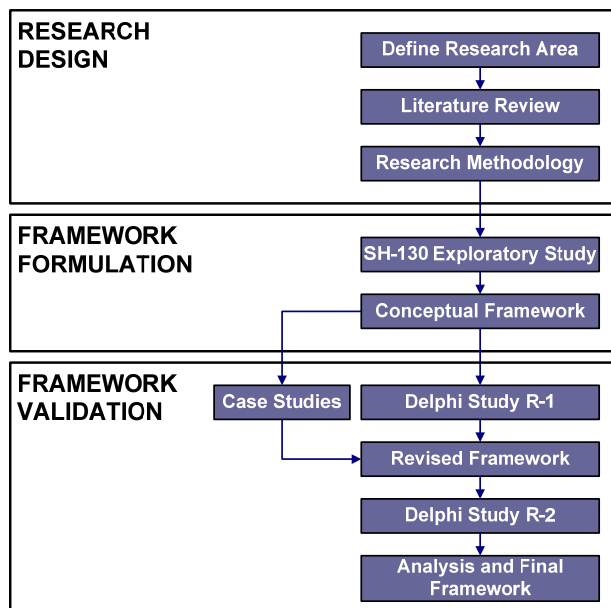 RESEARCH
DESIGN
Define Research Area
Literature Review
Research Methodology
FRAMEWORK
FORMULATION
SH-130 Exploratory Study
Conceptual Framework
FRAMEWORK
VALIDATION
Case Studies
Delphi Study R-1
Revised Framework
Delphi Study R-2
Analysis and Final
Framework